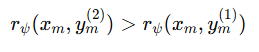 r_ψ(x_m, y_m^{(2)}) > r_ψ(x_m, y_m^{(1)})